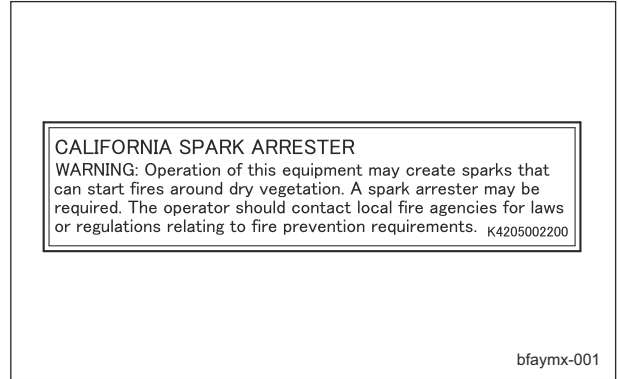 CALIFORNIA SPARK ARRESTER
WARNING: Operation of this equipment may create sparks that
can start fires around dry vegetation. A spark arrester may be
required. The operator should contact local fire agencies for laws
or regulations relating to fire prevention requirements. K4205002200
bfaymx-001